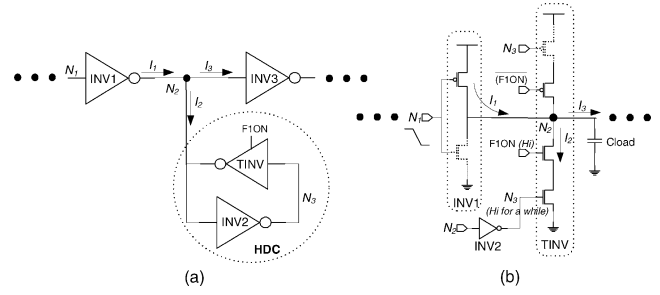 N1
INV1
I1
N2
I3
INV3
I2
F1ON
TINV
N3
INV2
HDC
(a)
N3
(F1ON)
I1
I3
N1
N2
I2
F1ON (Hi)
Cload
INV1
N3
(Hi for a while)
N2
INV2
TINV
(b)